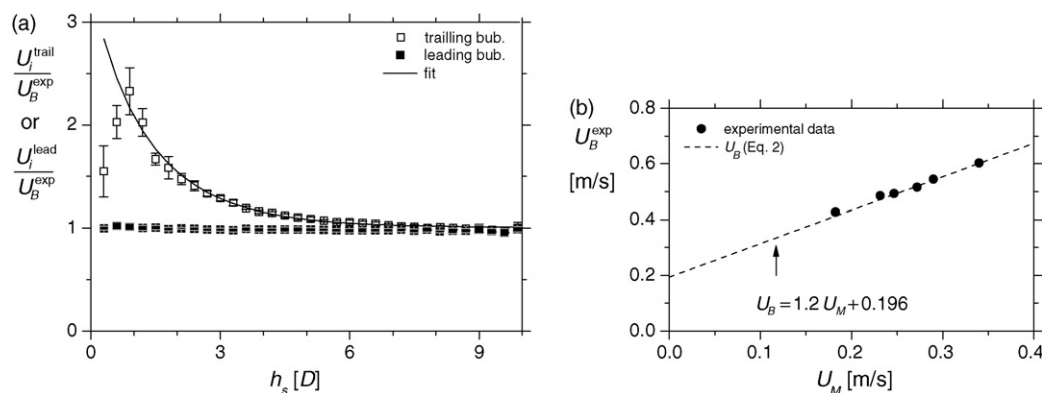 (a)
3
2
1
0
U_i^trail
U_B^exp
or
U_i^lead
U_B^exp
trailling bub.
leading bub.
fit
0 3 6 9
h_s [D]
(b)
U_B^exp
[m/s]
0.8
0.6
0.4
0.2
0.0
experimental data
U_B (Eq. 2)
U_B = 1.2 U_M + 0.196
0.0 0.1 0.2 0.3 0.4
U_M [m/s]